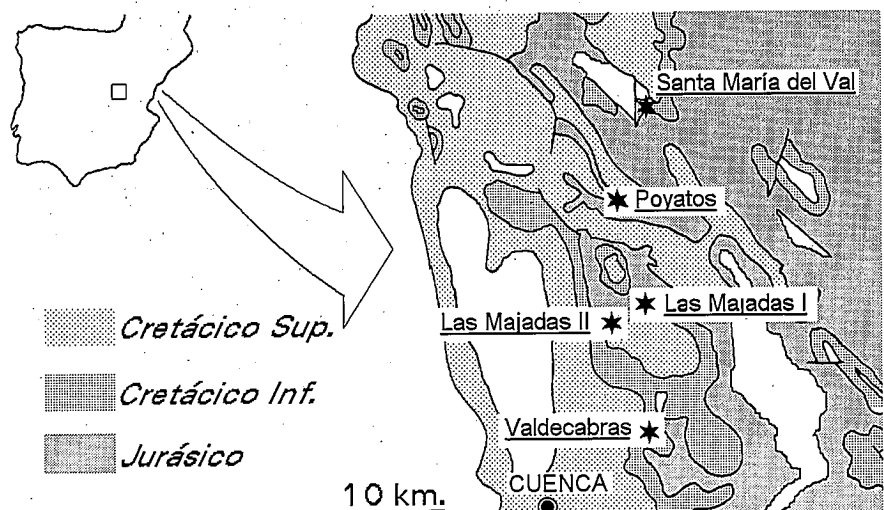 Santa María del Val
Poyatos
Las Majadas I
Las Majadas II
Cretácico Sup.
Cretácico Inf.
Valdecabras
Jurásico
10 km.
CUENCA